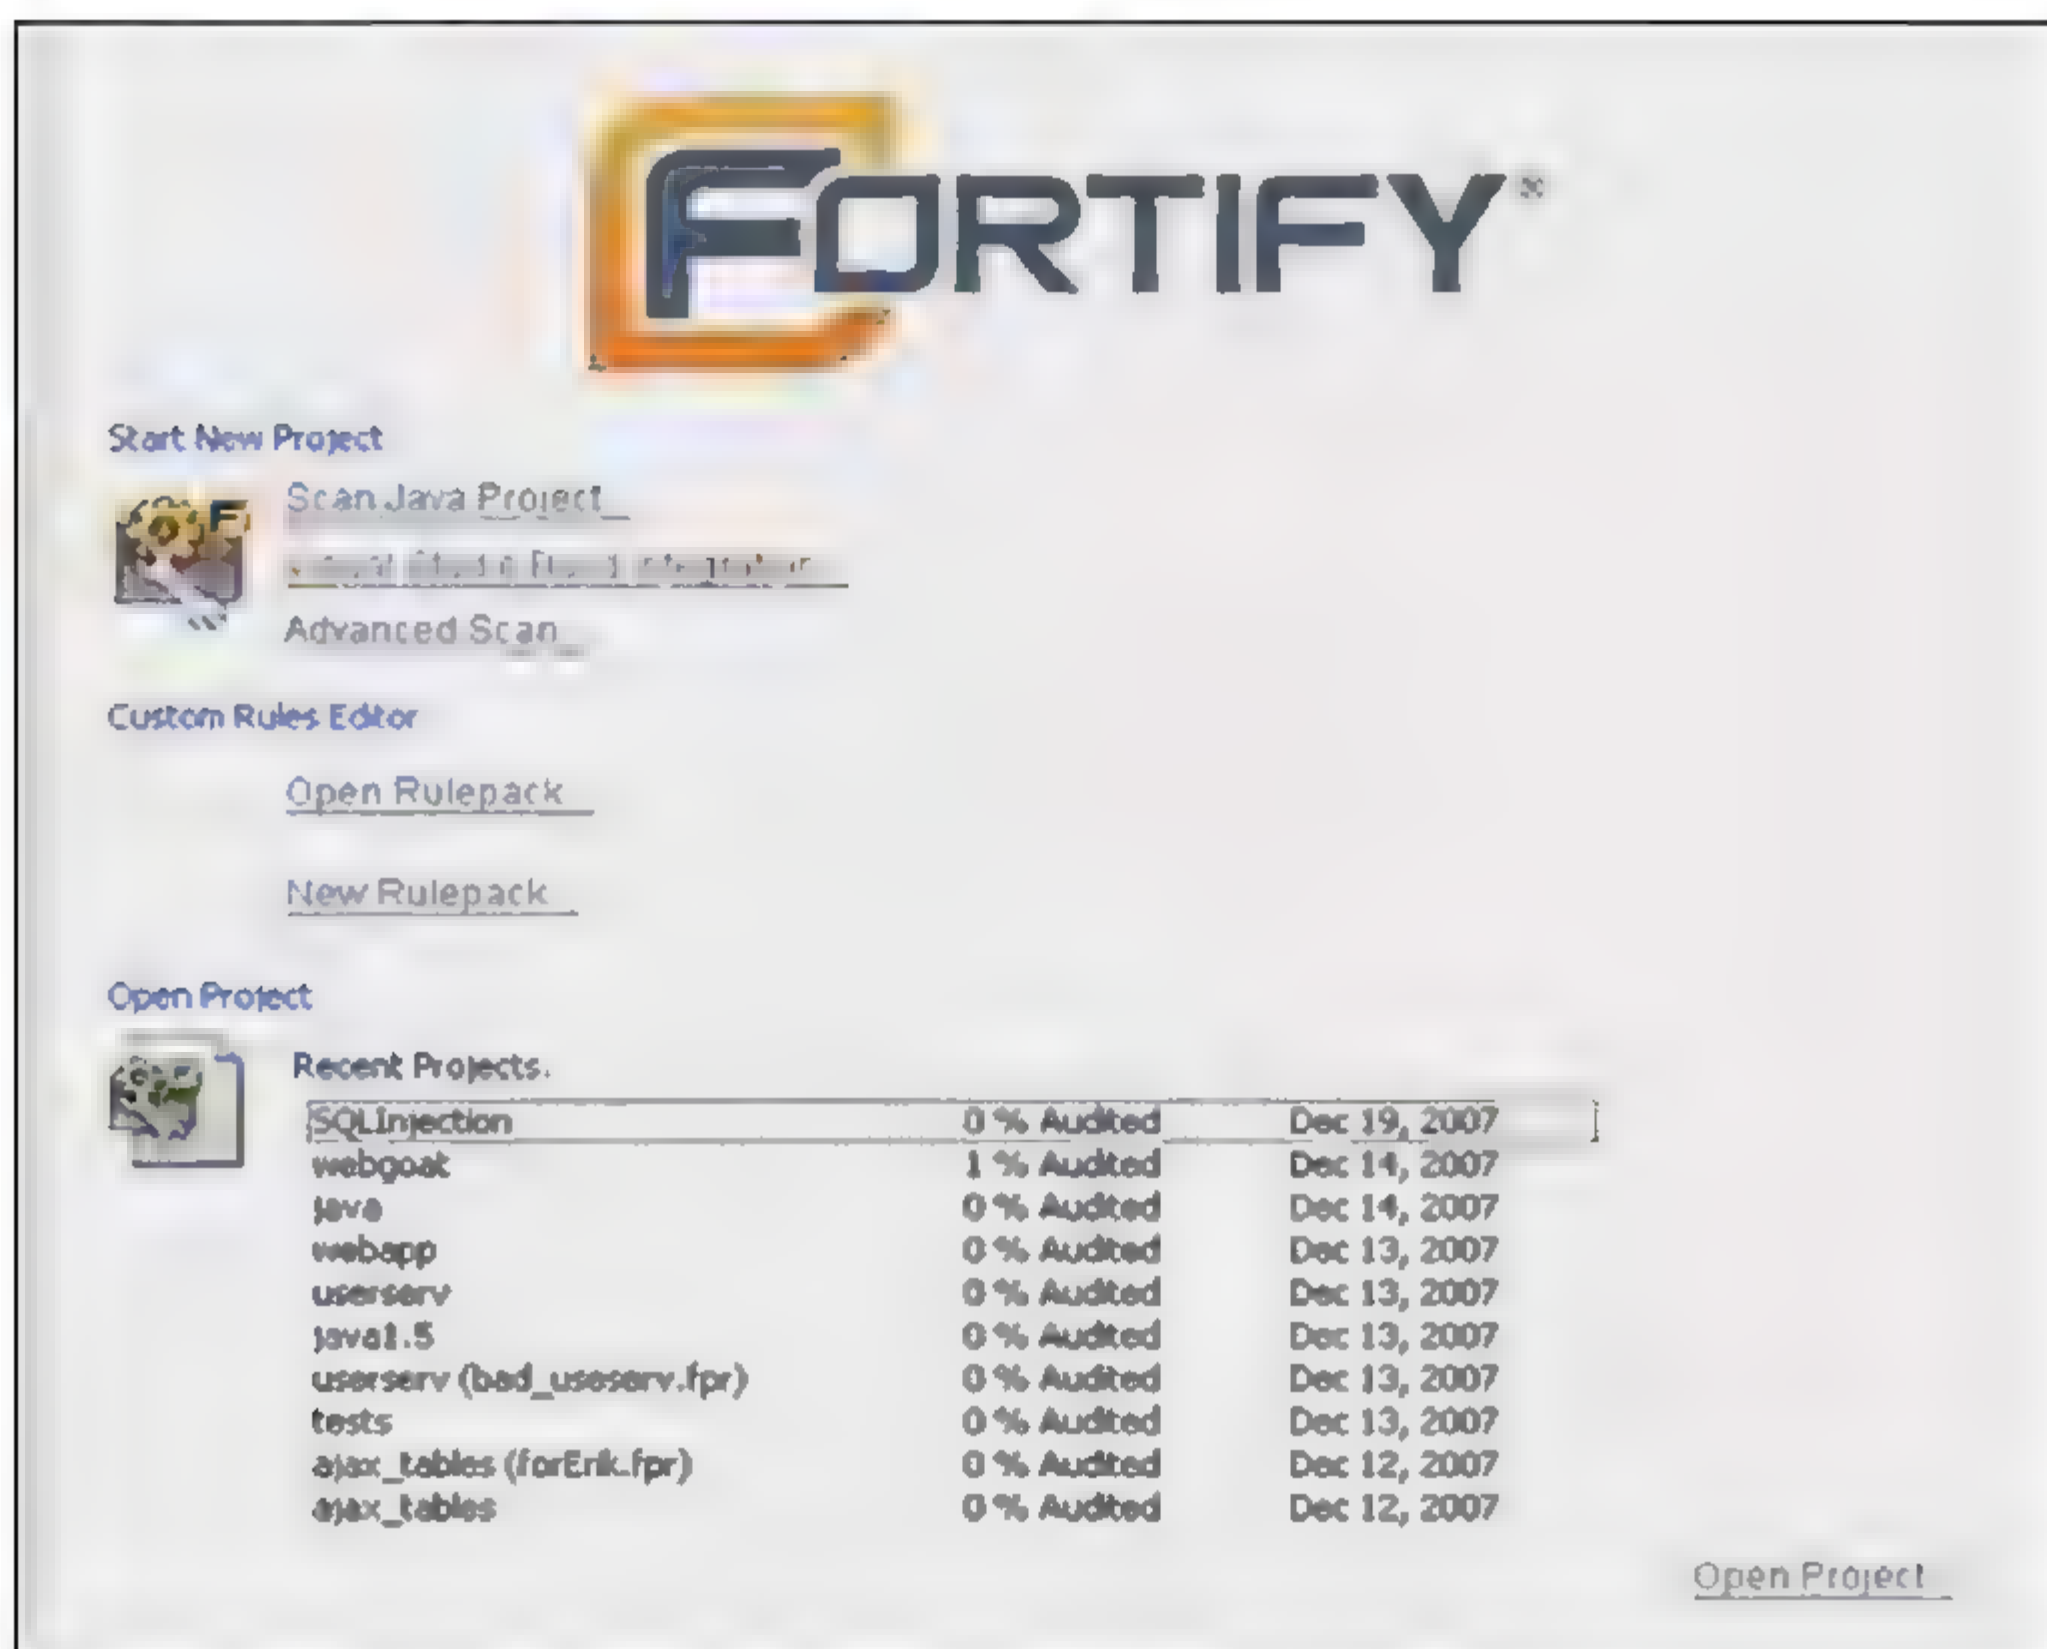 FORTIFY®
Start New Project
Scan Java Project
Advanced Scan
Custom Rules Editor
Open Rulepack
New Rulepack
Open Project
Recent Projects:
SQLInjection 0 % Audited Dec 19, 2007
webgoat 1 % Audited Dec 14, 2007
java 0 % Audited Dec 14, 2007
webapp 0 % Audited Dec 13, 2007
userserv 0 % Audited Dec 13, 2007
java1.5 0 % Audited Dec 13, 2007
userserv (bad_useserv.fpr) 0 % Audited Dec 13, 2007
tests 0 % Audited Dec 13, 2007
ajax_tables (forErik.fpr) 0 % Audited Dec 12, 2007
ajax_tables 0 % Audited Dec 12, 2007
Open Project